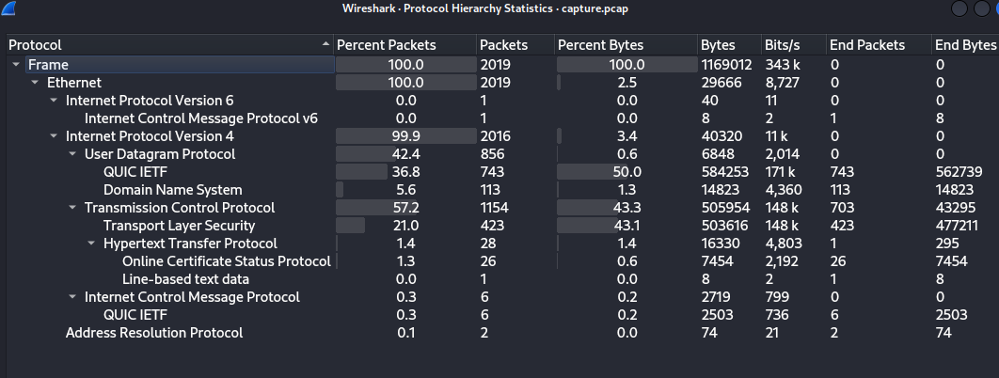 Wireshark · Protocol Hierarchy Statistics · capture.pcap
Protocol Percent Packets Packets Percent Bytes Bytes Bits/s End Packets End Bytes
Frame 100.0 2019 100.0 1169012 343 k 0 0
Ethernet 100.0 2019 2.5 29666 8,727 0 0
Internet Protocol Version 6 0.0 1 0.0 40 11 0 0
Internet Control Message Protocol v6 0.0 1 0.0 8 2 1 8
Internet Protocol Version 4 99.9 2016 3.4 40320 11 k 0 0
User Datagram Protocol 42.4 856 0.6 6848 2,014 0 0
QUIC IETF 36.8 743 50.0 584253 171 k 743 562739
Domain Name System 5.6 113 1.3 14823 4,360 113 14823
Transmission Control Protocol 57.2 1154 43.3 505954 148 k 703 43295
Transport Layer Security 21.0 423 43.1 503616 148 k 423 477211
Hypertext Transfer Protocol 1.4 28 1.4 16330 4,803 1 295
Online Certificate Status Protocol 1.3 26 0.6 7454 2,192 26 7454
Line-based text data 0.0 1 0.0 8 2 1 8
Internet Control Message Protocol 0.3 6 0.2 2719 799 0 0
QUIC IETF 0.3 6 0.2 2503 736 6 2503
Address Resolution Protocol 0.1 2 0.0 74 21 2 74